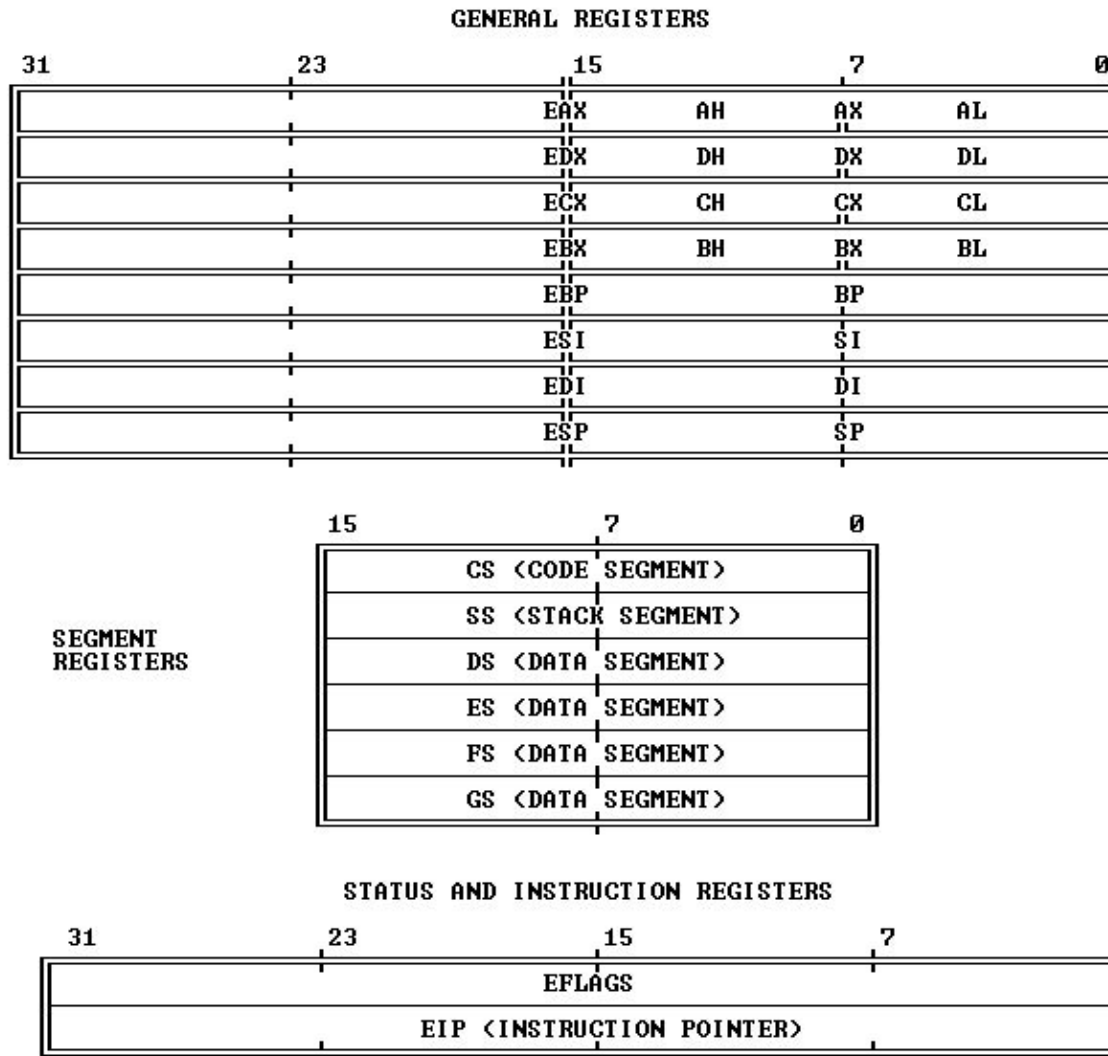 GENERAL REGISTERS
31 23 15 7 0
EAX AH AX AL
EDX DH DX DL
ECX CH CX CL
EBX BH BX BL
EBP BP
ESI SI
EDI DI
ESP SP
15 7 0
CS (CODE SEGMENT)
SS (STACK SEGMENT)
SEGMENT
REGISTERS
DS (DATA SEGMENT)
ES (DATA SEGMENT)
FS (DATA SEGMENT)
GS (DATA SEGMENT)
STATUS AND INSTRUCTION REGISTERS
31 23 15 7
EFLAGS
EIP (INSTRUCTION POINTER)